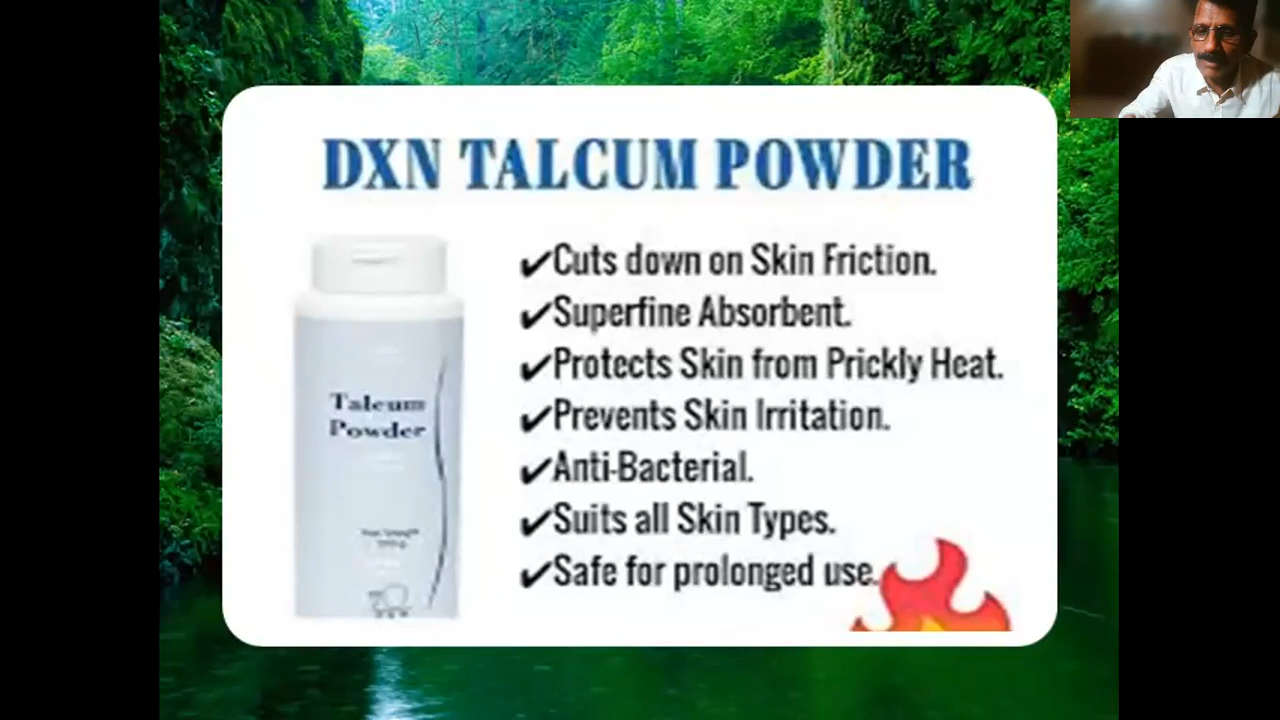 DXN TALCUM POWDER
✔Cuts down on Skin Friction.
✔Superfine Absorbent.
✔Protects Skin from Prickly Heat.
✔Prevents Skin Irritation.
✔Anti-Bacterial.
✔Suits all Skin Types.
✔Safe for prolonged use.
Talcum
Powder